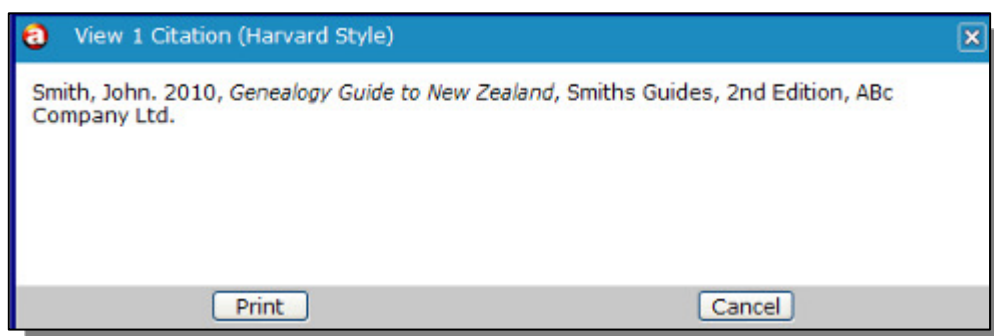 View 1 Citation (Harvard Style)
Smith, John. 2010, Genealogy Guide to New Zealand, Smiths Guides, 2nd Edition, ABc
Company Ltd.
Print Cancel